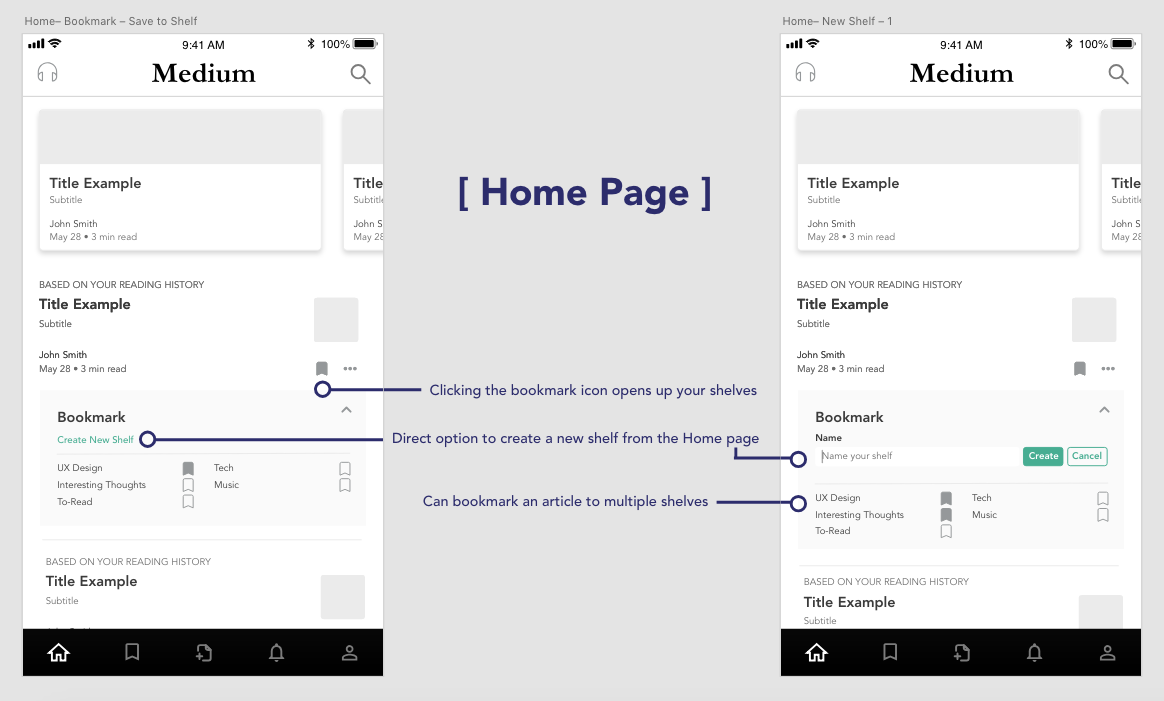 Home– Bookmark – Save to Shelf
9:41 AM
100%
Medium
Title Example
Subtitle
John Smith
May 28 • 3 min read
Title
Subtitle
John S
May 28
BASED ON YOUR READING HISTORY
Title Example
Subtitle
John Smith
May 28 • 3 min read
Bookmark
Create New Shelf
UX Design
Tech
Interesting Thoughts
Music
To-Read
BASED ON YOUR READING HISTORY
Title Example
Subtitle
[ Home Page ]
Clicking the bookmark icon opens up your shelves
Direct option to create a new shelf from the Home page
Can bookmark an article to multiple shelves
Home– New Shelf – 1
9:41 AM
100%
Medium
Title Example
Subtitle
John Smith
May 28 • 3 min read
Title
Subtitle
John S
May 28
BASED ON YOUR READING HISTORY
Title Example
Subtitle
John Smith
May 28 • 3 min read
Bookmark
Name
Name your shelf
Create
Cancel
UX Design
Tech
Interesting Thoughts
Music
To-Read
BASED ON YOUR READING HISTORY
Title Example
Subtitle